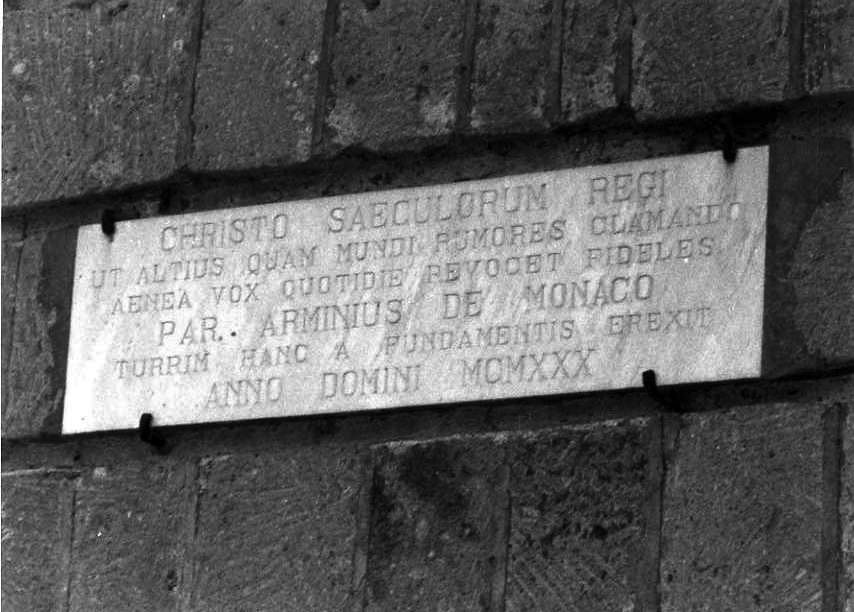 CHRISTO SAECULORUM REGI
UT ALTIUS QUAM MUNDI RUMORES CLAMANDO
AENEA VOX QUOTIDIE REVOCET FIDELES
PAR. ARMINIUS DE MONACO
TURRIM HANC A FUNDAMENTIS EREXIT
ANNO DOMINI MCMXXX